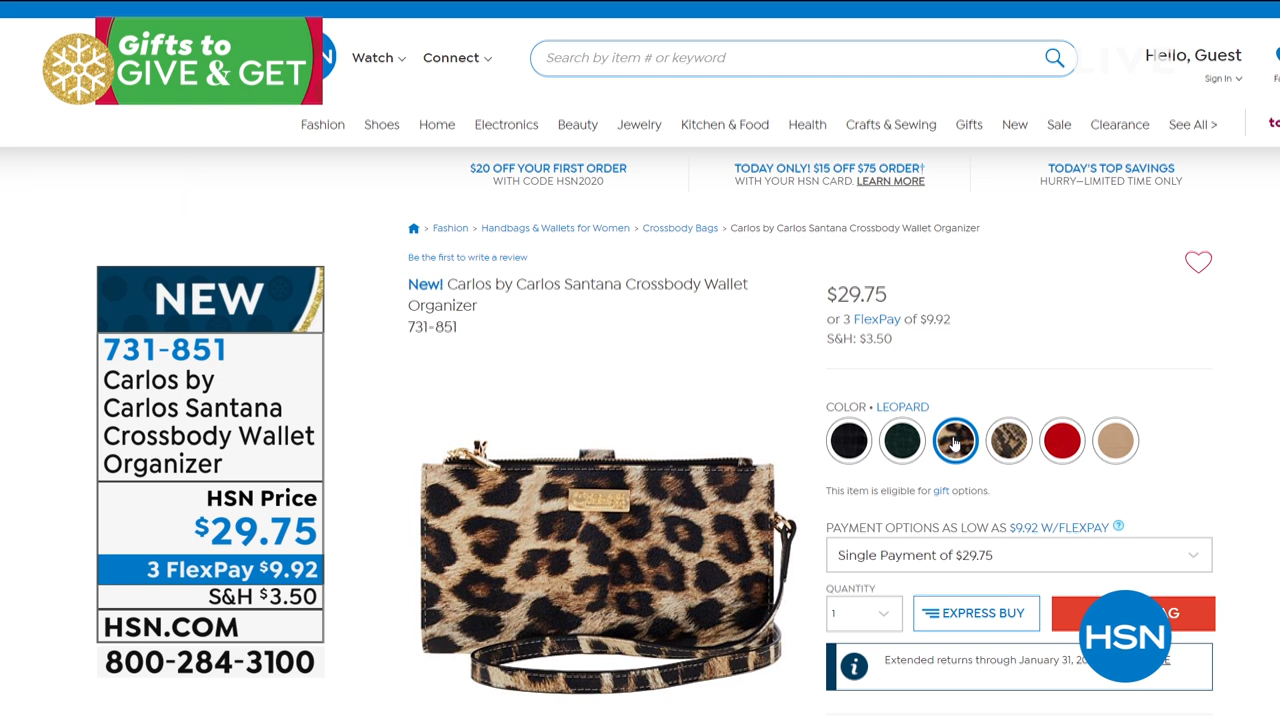 Gifts to
GIVE & GET
Watch
Connect
Search by item # or keyword
LIVE
Hello, Guest
Sign In
Fashion Shoes Home Electronics Beauty Jewelry Kitchen & Food Health Crafts & Sewing Gifts New Sale Clearance See All >
$20 OFF YOUR FIRST ORDER
WITH CODE HSN2020
TODAY ONLY! $15 OFF $75 ORDER†
WITH YOUR HSN CARD. LEARN MORE
TODAY'S TOP SAVINGS
HURRY—LIMITED TIME ONLY
> Fashion > Handbags & Wallets for Women > Crossbody Bags > Carlos by Carlos Santana Crossbody Wallet Organizer
Be the first to write a review
New! Carlos by Carlos Santana Crossbody Wallet
Organizer
731-851
NEW
731-851
Carlos by
Carlos Santana
Crossbody Wallet
Organizer
HSN Price
$29.75
3 FlexPay $9.92
S&H $3.50
HSN.COM
800-284-3100
$29.75
or 3 FlexPay of $9.92
S&H: $3.50
COLOR • LEOPARD
This item is eligible for gift options.
PAYMENT OPTIONS AS LOW AS $9.92 W/FLEXPAY ?
Single Payment of $29.75
QUANTITY
1
EXPRESS BUY
HSN
Extended returns through January 31,